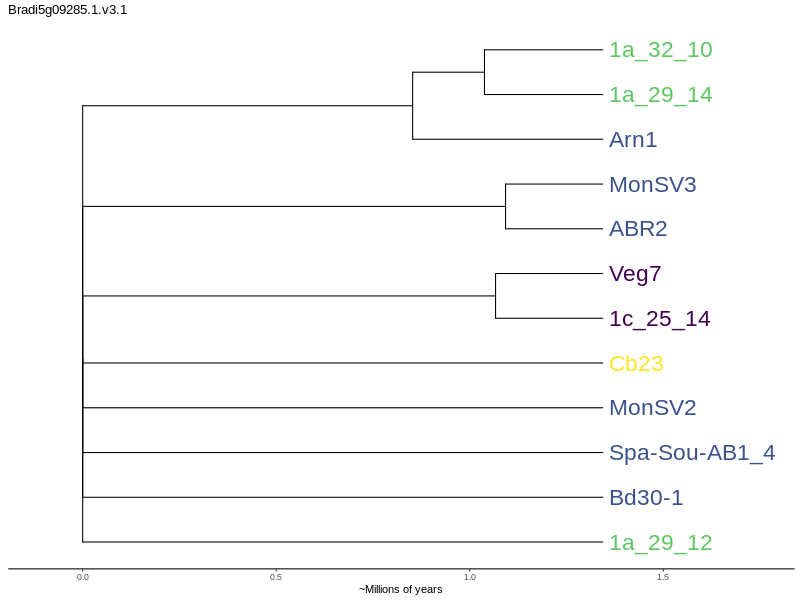 Bradi5g09285.1.v3.1
1a_32_10
1a_29_14
Arn1
MonSV3
ABR2
Veg7
1c_25_14
Cb23
MonSV2
Spa-Sou-AB1_4
Bd30-1
1a_29_12
0.0 0.5 1.0 1.5
~Millions of years